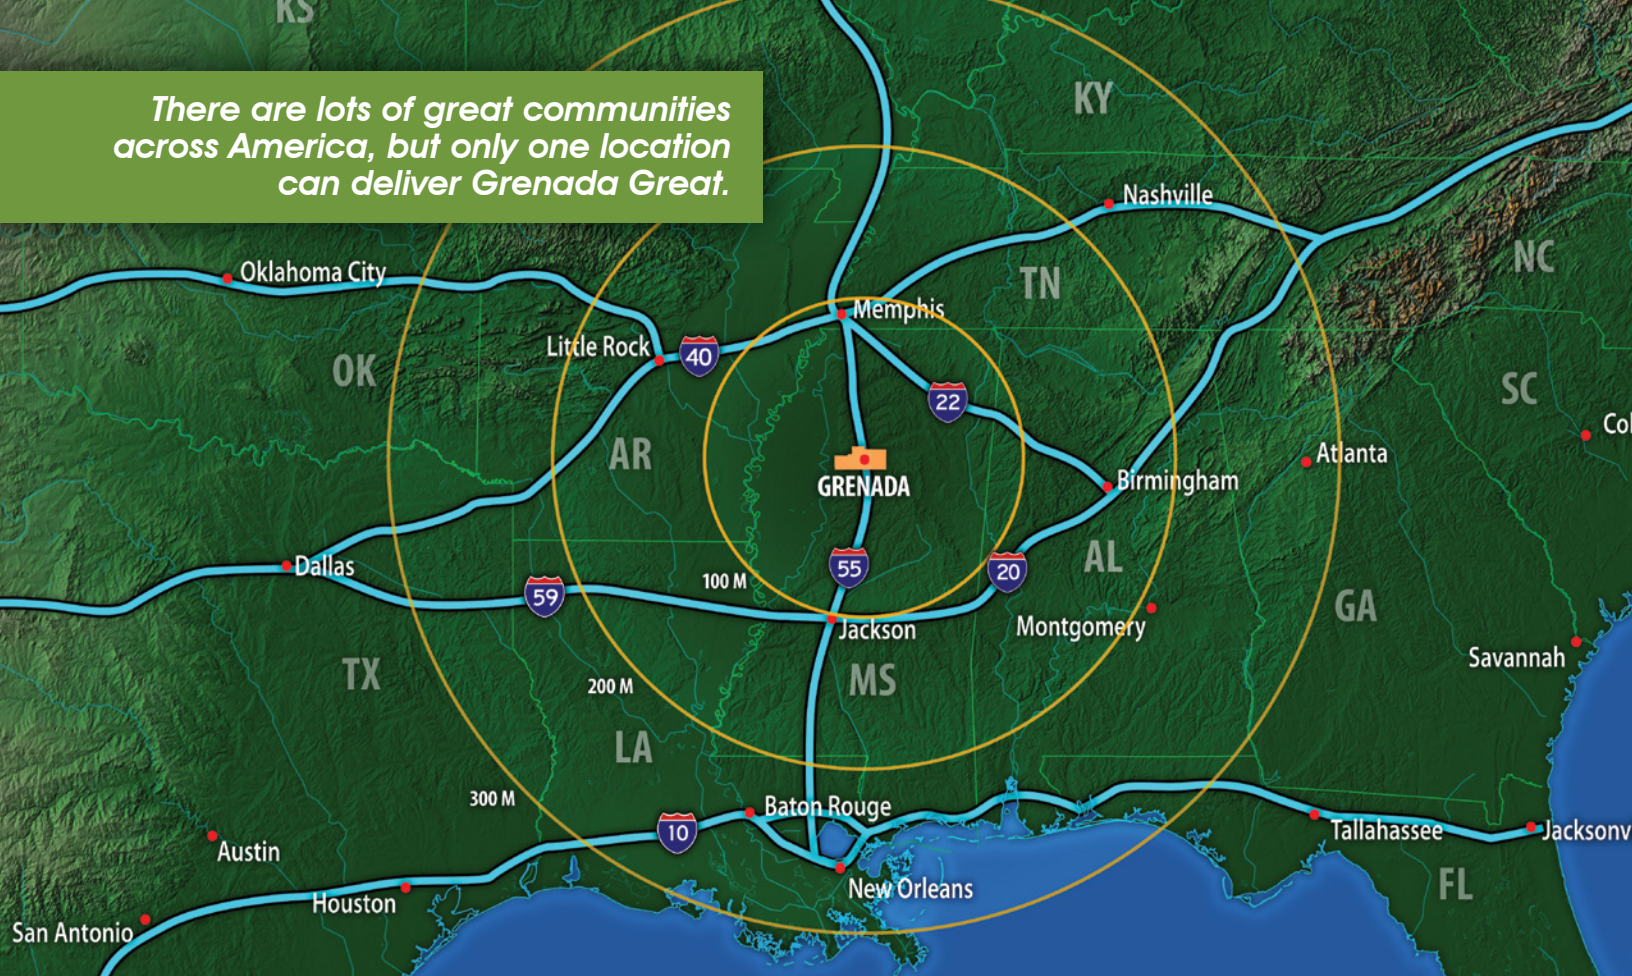 KS
There are lots of great communities
across America, but only one location
can deliver Grenada Great.
KY
Nashville
NC
Oklahoma City
TN
Memphis
Little Rock
40
OK
22
SC
AR
Atlanta
GRENADA
Birmingham
55
20
AL
Dallas
100 M
59
GA
Jackson
Montgomery
Savannah
TX
MS
200 M
LA
300 M
Baton Rouge
10
Tallahassee
Jacksonv
Austin
New Orleans
FL
Houston
San Antonio